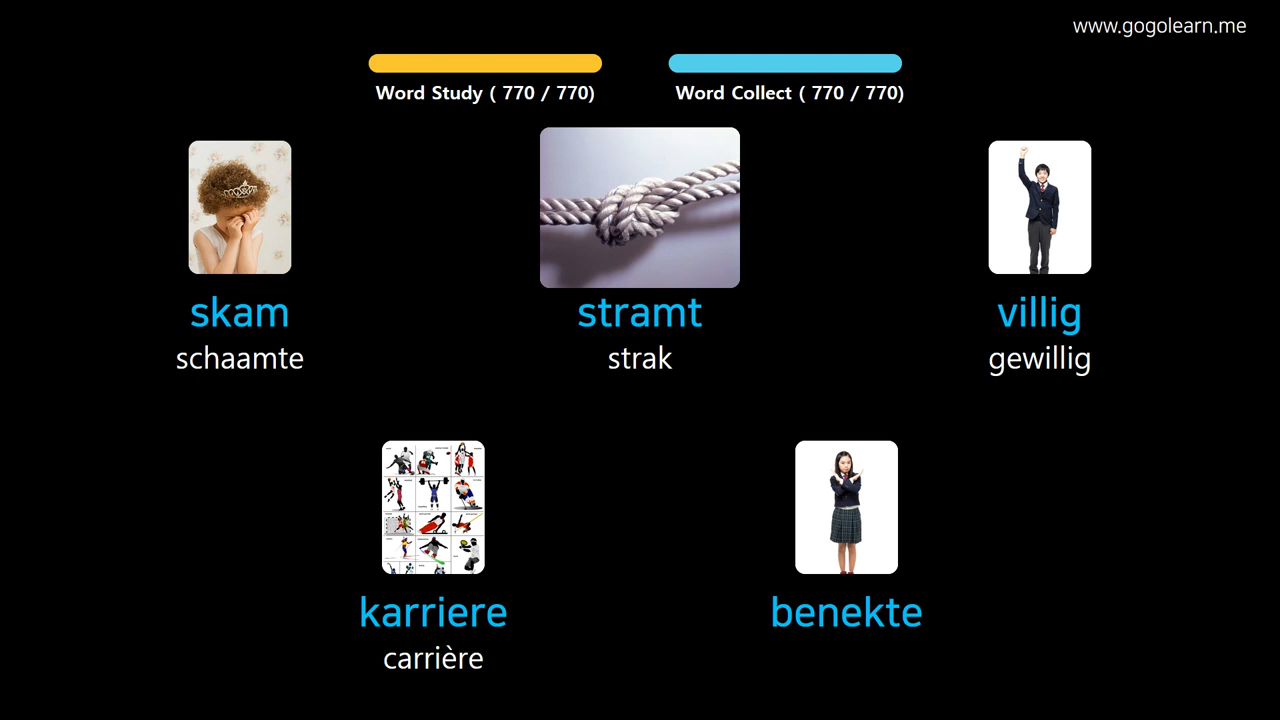 www.gogolearn.me
Word Study ( 770 / 770)
Word Collect ( 770 / 770)
skam
schaamte
stramt
strak
villig
gewillig
karriere
carrière
benekte